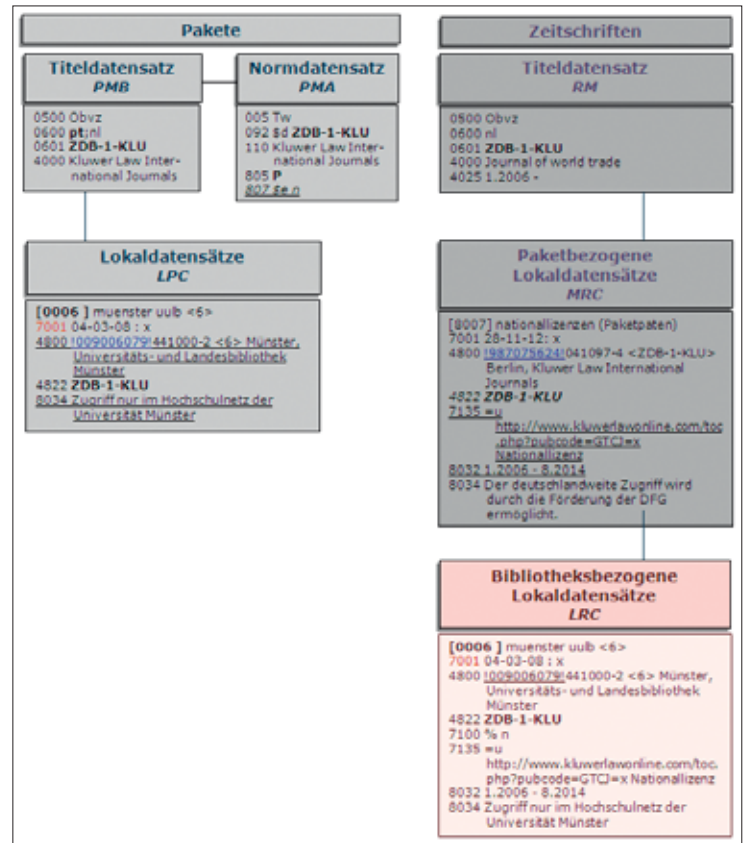 Pakete
Titeldatensatz
PMB
0500 Obvz
0600 pt;nl
0601 ZDB-1-KLU
4000 Kluwer Law Inter-
national Journals
Normdatensatz
PMA
005 Tw
092 $d ZDB-1-KLU
110 Kluwer Law Inter-
national Journals
805 P
807 $e n
Lokaldatensätze
LPC
[0006 ] muenster uulb <6>
7001 04-03-08 : x
4800 !009006079!441000-2 <6> Münster,
Universitäts- und Landesbibliothek
Münster
4822 ZDB-1-KLU
8034 Zugriff nur im Hochschulnetz der
Universität Münster
Zeitschriften
Titeldatensatz
RM
0500 Obvz
0600 nl
0601 ZDB-1-KLU
4000 Journal of world trade
4025 1.2006 -
Paketbezogene
Lokaldatensätze
MRC
[8007] nationallizenzen (Paketpaten)
7001 28-11-12: x
4800 !987075624!041097-4 <ZDB-1-KLU>
Berlin, Kluwer Law International
Journals
4822 ZDB-1-KLU
7135 =u
http://www.kluwerlawonline.com/toc
.php?pubcode=GTCJ=x
Nationallizenz
8032 1.2006 - 8.2014
8034 Der deutschlandweite Zugriff wird
durch die Förderung der DFG
ermöglicht.
Bibliotheksbezogene
Lokaldatensätze
LRC
[0006 ] muenster uulb <6>
7001 04-03-08 : x
4800 !009006079!441000-2 <6> Münster,
Universitäts- und Landesbibliothek
Münster
4822 ZDB-1-KLU
7100 % n
7135 =u
http://www.kluwerlawonline.com/toc.
php?pubcode=GTCJ=x Nationallizenz
8032 1.2006 - 8.2014
8034 Zugriff nur im Hochschulnetz der
Universität Münster